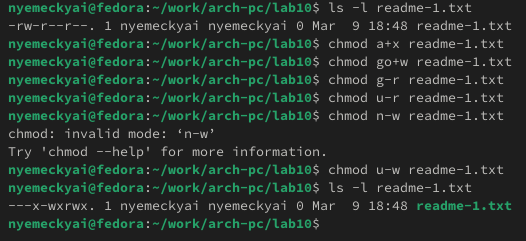 nyemeckyai@fedora:~/work/arch-pc/lab10$ ls -l readme-1.txt
-rw-r--r--. 1 nyemeckyai nyemeckyai 0 Mar  9 18:48 readme-1.txt
nyemeckyai@fedora:~/work/arch-pc/lab10$ chmod a+x readme-1.txt
nyemeckyai@fedora:~/work/arch-pc/lab10$ chmod go+w readme-1.txt
nyemeckyai@fedora:~/work/arch-pc/lab10$ chmod g-r readme-1.txt
nyemeckyai@fedora:~/work/arch-pc/lab10$ chmod u-r readme-1.txt
nyemeckyai@fedora:~/work/arch-pc/lab10$ chmod n-w readme-1.txt
chmod: invalid mode: ‘n-w’
Try 'chmod --help' for more information.
nyemeckyai@fedora:~/work/arch-pc/lab10$ chmod u-w readme-1.txt
nyemeckyai@fedora:~/work/arch-pc/lab10$ ls -l readme-1.txt
---x-wxrwx. 1 nyemeckyai nyemeckyai 0 Mar  9 18:48 readme-1.txt
nyemeckyai@fedora:~/work/arch-pc/lab10$